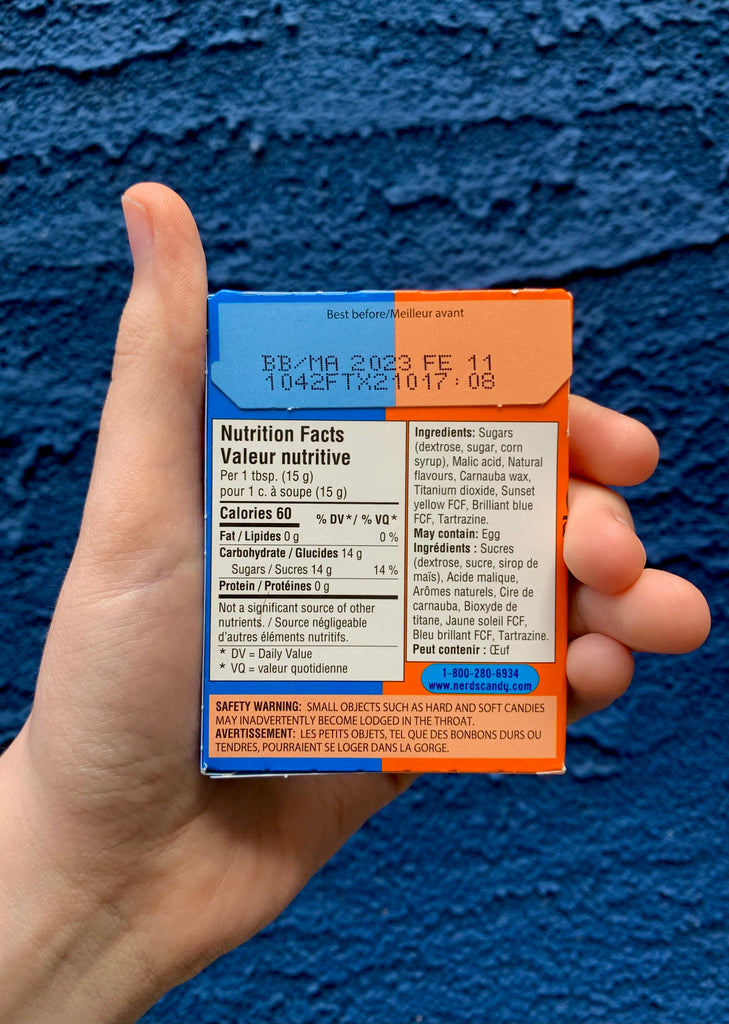 Best before/Meilleur avant
BB/MA 2023 FE 11
1042FTX21017:08
Nutrition Facts
Valeur nutritive
Per 1 tbsp. (15 g)
pour 1 c. à soupe (15 g)
Calories 60
% DV*/% VQ*
Fat / Lipides 0 g 0 %
Carbohydrate / Glucides 14 g
Sugars / Sucres 14 g 14 %
Protein / Protéines 0 g
Not a significant source of other
nutrients. / Source négligeable
d'autres éléments nutritifs.
* DV = Daily Value
* VQ = valeur quotidienne
Ingredients: Sugars
(dextrose, sugar, corn
syrup), Malic acid, Natural
flavours, Carnauba wax,
Titanium dioxide, Sunset
yellow FCF, Brilliant blue
FCF, Tartrazine.
May contain: Egg
Ingrédients : Sucres
(dextrose, sucre, sirop de
maïs), Acide malique,
Arômes naturels, Cire de
carnauba, Bioxyde de
titane, Jaune soleil FCF,
Bleu brillant FCF, Tartrazine.
Peut contenir : Œuf
1-800-280-6934
www.nerdscandy.com
SAFETY WARNING: SMALL OBJECTS SUCH AS HARD AND SOFT CANDIES
MAY INADVERTENTLY BECOME LODGED IN THE THROAT.
AVERTISSEMENT: LES PETITS OBJETS, TEL QUE DES BONBONS DURS OU
TENDRES, POURRAIENT SE LOGER DANS LA GORGE.